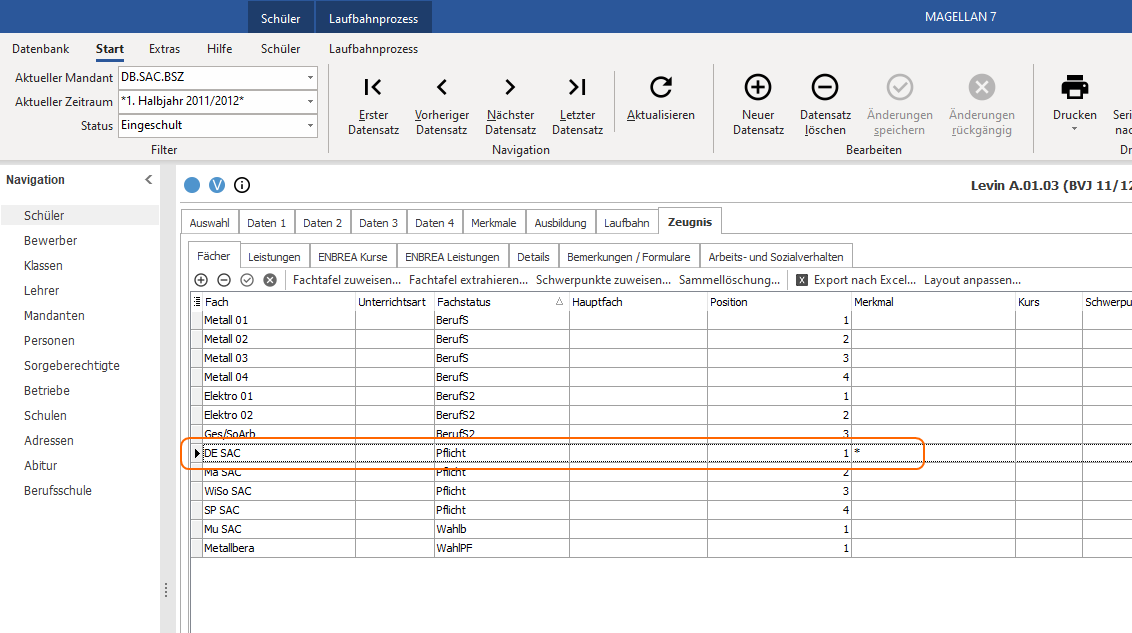 Schüler Laufbahnprozess MAGELLAN 7
Datenbank Start Extras Hilfe Schüler Laufbahnprozess
Aktueller Mandant DB.SAC.BSZ
Aktueller Zeitraum *1. Halbjahr 2011/2012*
Status Eingeschult
Filter
Erster Datensatz
Vorheriger Datensatz
Nächster Datensatz
Letzter Datensatz
Aktualisieren
Navigation
Neuer Datensatz
Datensatz löschen
Änderungen speichern
Änderungen rückgängig
Bearbeiten
Drucken
Seri
nac
Dr
Navigation
Schüler
Bewerber
Klassen
Lehrer
Mandanten
Personen
Sorgeberechtigte
Betriebe
Schulen
Adressen
Abitur
Berufsschule
V i Levin A.01.03 (BVJ 11/12
Auswahl Daten 1 Daten 2 Daten 3 Daten 4 Merkmale Ausbildung Laufbahn Zeugnis
Fächer Leistungen ENBREA Kurse ENBREA Leistungen Details Bemerkungen / Formulare Arbeits- und Sozialverhalten
Fachtafel zuweisen... Fachtafel extrahieren... Schwerpunkte zuweisen... Sammellöschung... X Export nach Excel... Layout anpassen...
Fach Unterrichtsart Fachstatus Hauptfach Position Merkmal Kurs Schwerpu
Metall 01 BerufS 1
Metall 02 BerufS 2
Metall 03 BerufS 3
Metall 04 BerufS 4
Elektro 01 BerufS2 1
Elektro 02 BerufS2 2
Ges/SoArb BerufS2 3
DE SAC Pflicht 1 *
Ma SAC Pflicht 2
WiSo SAC Pflicht 3
SP SAC Pflicht 4
Mu SAC Wahlb 1
Metallbera WahlPF 1